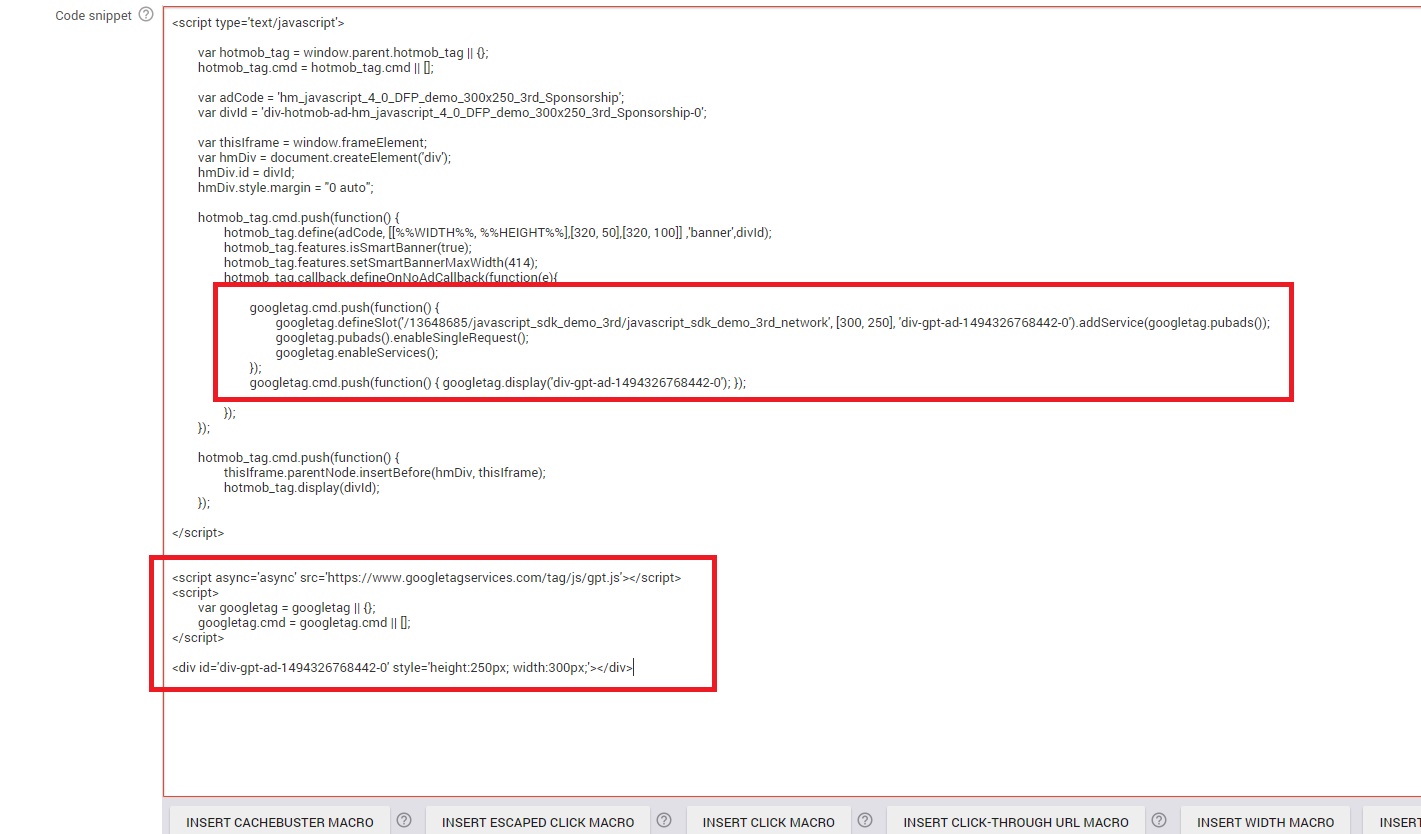 Code snippet ?
<script type='text/javascript'>
var hotmob_tag = window.parent.hotmob_tag || {};
hotmob_tag.cmd = hotmob_tag.cmd || [];
var adCode = 'hm_javascript_4_0_DFP_demo_300x250_3rd_Sponsorship';
var divId = 'div-hotmob-ad-hm_javascript_4_0_DFP_demo_300x250_3rd_Sponsorship-0';
var thisIframe = window.frameElement;
var hmDiv = document.createElement('div');
hmDiv.id = divId;
hmDiv.style.margin = "0 auto";
hotmob_tag.cmd.push(function() {
hotmob_tag.define(adCode, [[%%WIDTH%%, %%HEIGHT%%],[320, 50],[320, 100]] ,'banner',divId);
hotmob_tag.features.isSmartBanner(true);
hotmob_tag.features.setSmartBannerMaxWidth(414);
hotmob_tag.callback.defineOnNoAdCallback(function(e){
googletag.cmd.push(function() {
googletag.defineSlot('/13648685/javascript_sdk_demo_3rd/javascript_sdk_demo_3rd_network', [300, 250], 'div-gpt-ad-1494326768442-0').addService(googletag.pubads());
googletag.pubads().enableSingleRequest();
googletag.enableServices();
});
googletag.cmd.push(function() { googletag.display('div-gpt-ad-1494326768442-0'); });
});
});
hotmob_tag.cmd.push(function() {
thisIframe.parentNode.insertBefore(hmDiv, thisIframe);
hotmob_tag.display(divId);
});
</script>
<script async='async' src='https://www.googletagservices.com/tag/js/gpt.js'></script>
<script>
var googletag = googletag || {};
googletag.cmd = googletag.cmd || [];
</script>
<div id='div-gpt-ad-1494326768442-0' style='height:250px; width:300px;'></div>
INSERT CACHEBUSTER MACRO ? INSERT ESCAPED CLICK MACRO ? INSERT CLICK MACRO ? INSERT CLICK-THROUGH URL MACRO ? INSERT WIDTH MACRO INSERT